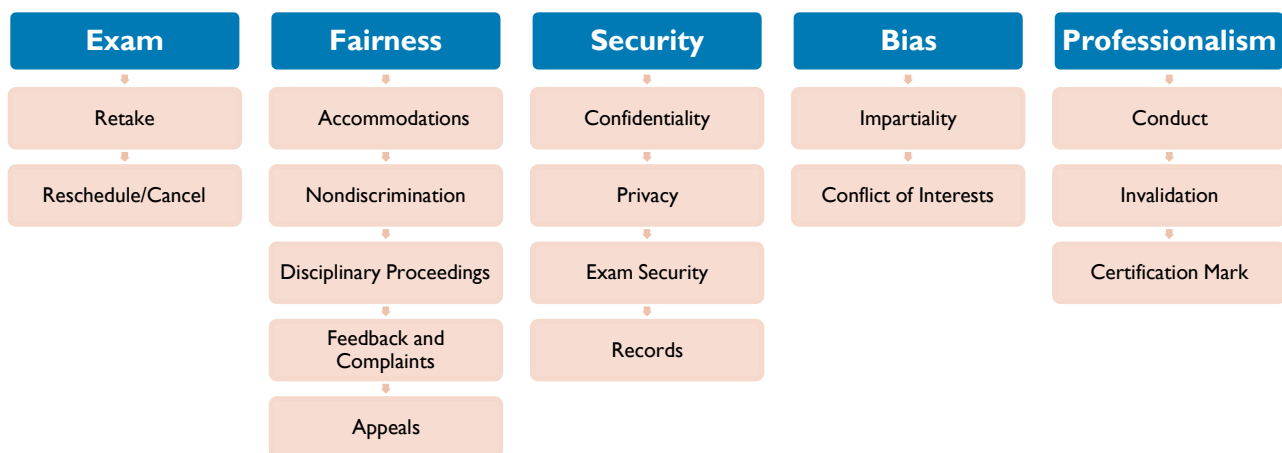 Exam
Retake
Reschedule/Cancel
Fairness
Accommodations
Nondiscrimination
Disciplinary Proceedings
Feedback and
Complaints
Appeals
Security
Confidentiality
Privacy
Exam Security
Records
Bias
Impartiality
Conflict of Interests
Professionalism
Conduct
Invalidation
Certification Mark